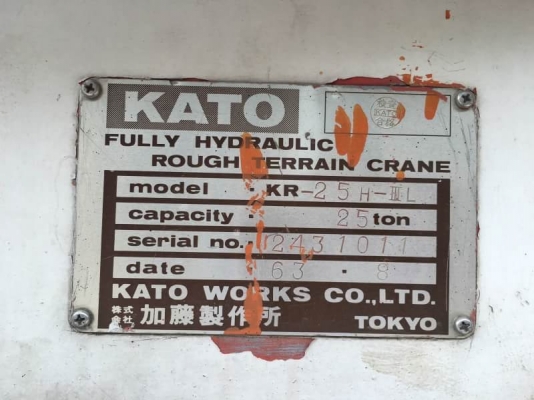 KATO
FULLY HYDRAULIC
ROUGH TERRAIN CRANE
model KR-25H-ⅢL
capacity 25ton
serial no. 2431011
date 63.8
KATO WORKS CO.,LTD.
株式会社 加藤製作所 TOKYO